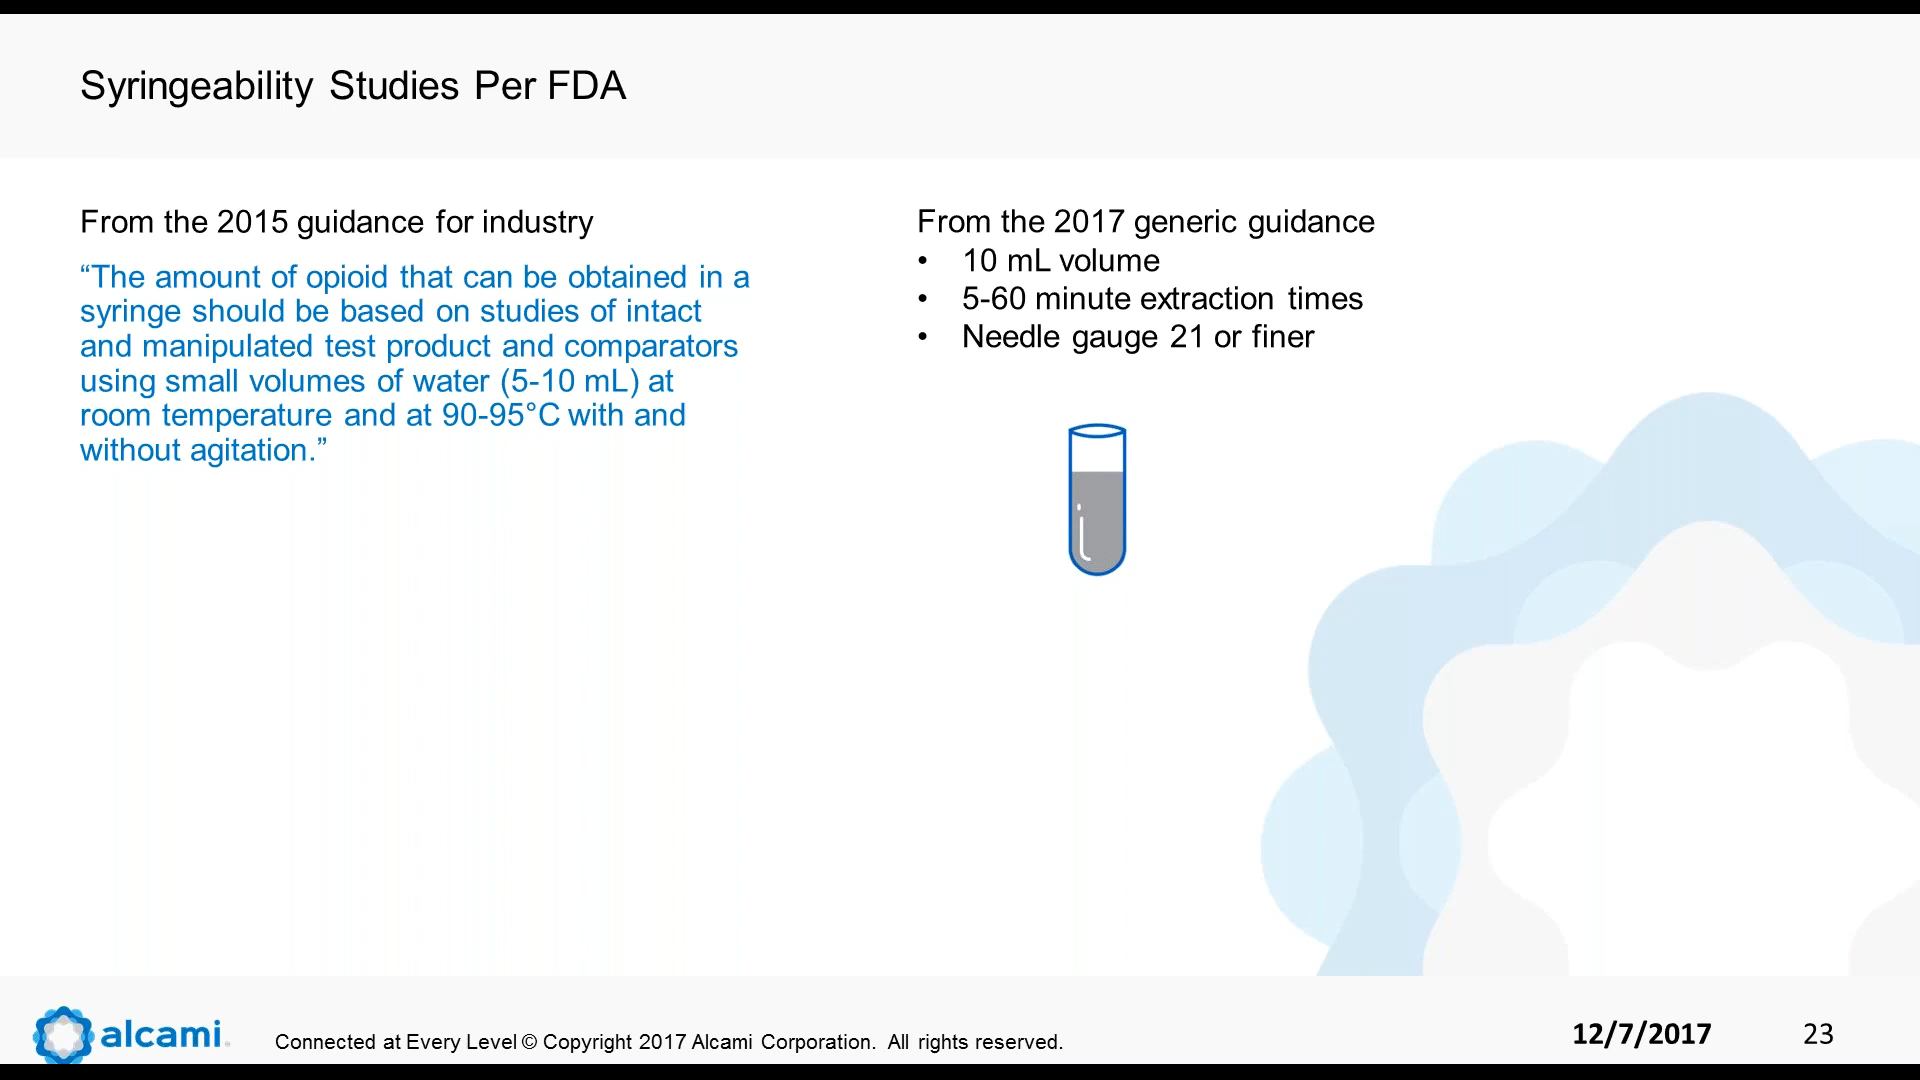 Syringeability Studies Per FDA
From the 2015 guidance for industry
“The amount of opioid that can be obtained in a
syringe should be based on studies of intact
and manipulated test product and comparators
using small volumes of water (5-10 mL) at
room temperature and at 90-95°C with and
without agitation.”
From the 2017 generic guidance
• 10 mL volume
• 5-60 minute extraction times
• Needle gauge 21 or finer
alcami
Connected at Every Level © Copyright 2017 Alcami Corporation. All rights reserved.
12/7/2017
23